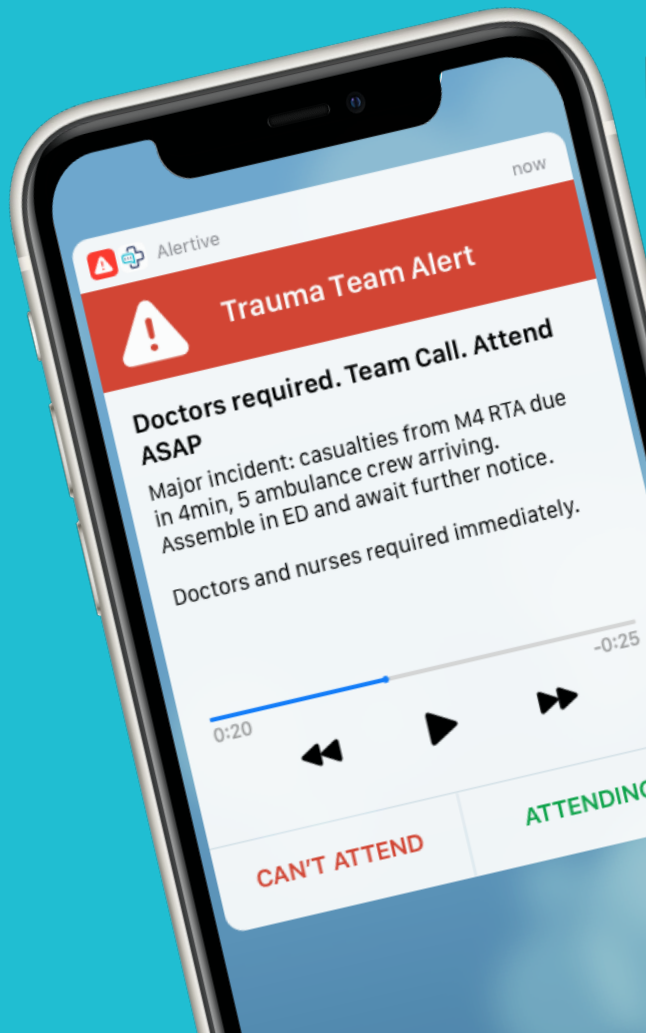 now
Alertive
Trauma Team Alert
Doctors required. Team Call. Attend
ASAP
Major incident: casualties from M4 RTA due
in 4min, 5 ambulance crew arriving.
Assemble in ED and await further notice.
Doctors and nurses required immediately.
0:20
-0:25
CAN'T ATTEND
ATTENDING